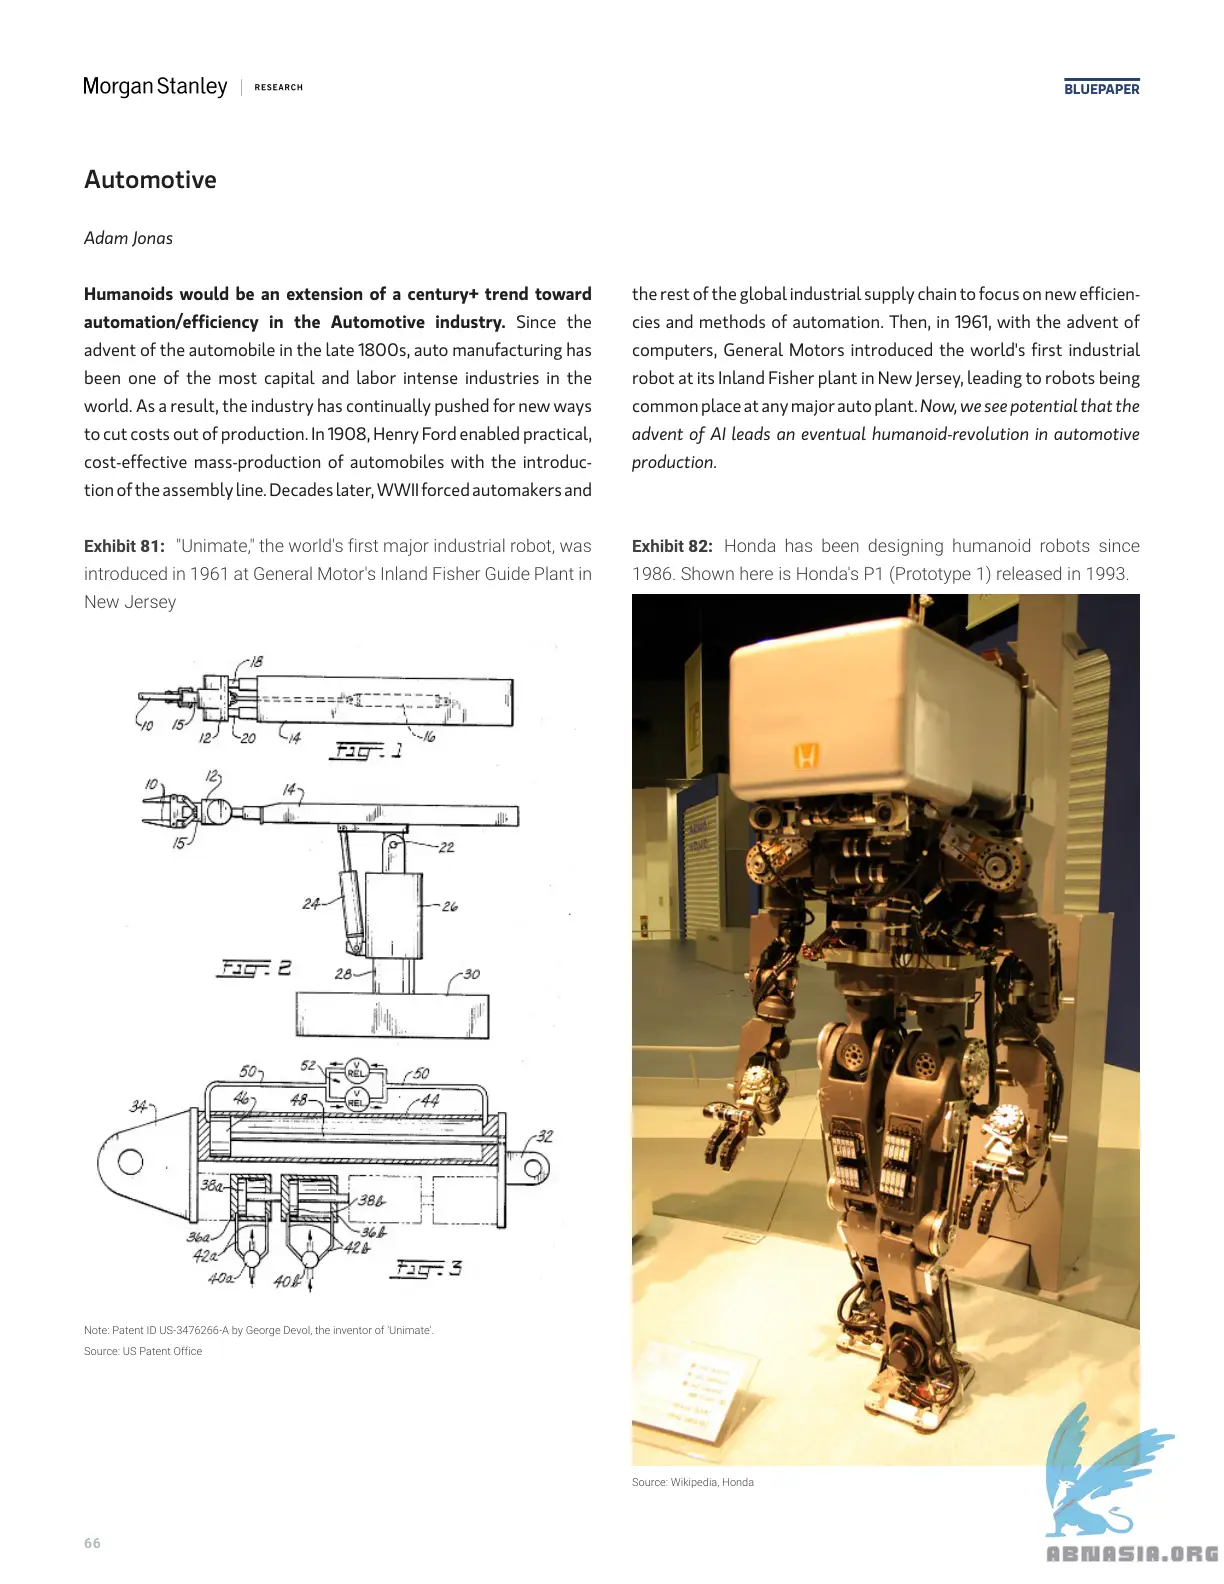 Morgan Stanley | RESEARCH
BLUEPAPER
Automotive
Adam Jonas
Humanoids would be an extension of a century+ trend toward
automation/efficiency in the Automotive industry. Since the
advent of the automobile in the late 1800s, auto manufacturing has
been one of the most capital and labor intense industries in the
world. As a result, the industry has continually pushed for new ways
to cut costs out of production. In 1908, Henry Ford enabled practical,
cost-effective mass-production of automobiles with the introduc-
tion of the assembly line. Decades later, WWII forced automakers and
the rest of the global industrial supply chain to focus on new efficien-
cies and methods of automation. Then, in 1961, with the advent of
computers, General Motors introduced the world's first industrial
robot at its Inland Fisher plant in New Jersey, leading to robots being
common place at any major auto plant. Now, we see potential that the
advent of AI leads an eventual humanoid-revolution in automotive
production.
Exhibit 81: "Unimate," the world's first major industrial robot, was
introduced in 1961 at General Motor's Inland Fisher Guide Plant in
New Jersey
18
10 15 12 20 14 16
Fig. 1
10 12 14
15 22
24 26
Fig. 2
28 30
50 52 V REL. V REL. 50
34 46 48 44
32
38a 38b
36a 36b
42a 42b
40a 40b
Fig. 3
Note: Patent ID US-3476266-A by George Devol, the inventor of 'Unimate'.
Source: US Patent Office
Exhibit 82: Honda has been designing humanoid robots since
1986. Shown here is Honda's P1 (Prototype 1) released in 1993.
Source: Wikipedia, Honda
66
ABNASIA.ORG